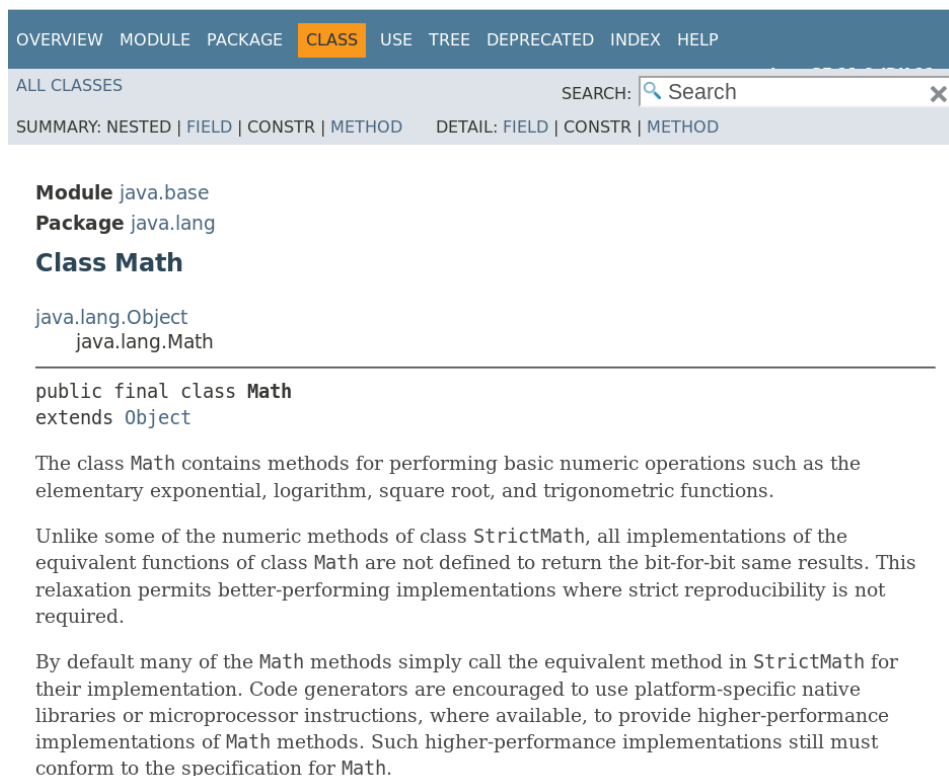 OVERVIEW MODULE PACKAGE CLASS USE TREE DEPRECATED INDEX HELP
ALL CLASSES
SEARCH: Search
SUMMARY: NESTED | FIELD | CONSTR | METHOD DETAIL: FIELD | CONSTR | METHOD
Module java.base
Package java.lang
Class Math
java.lang.Object
java.lang.Math
public final class Math
extends Object
The class Math contains methods for performing basic numeric operations such as the
elementary exponential, logarithm, square root, and trigonometric functions.
Unlike some of the numeric methods of class StrictMath, all implementations of the
equivalent functions of class Math are not defined to return the bit-for-bit same results. This
relaxation permits better-performing implementations where strict reproducibility is not
required.
By default many of the Math methods simply call the equivalent method in StrictMath for
their implementation. Code generators are encouraged to use platform-specific native
libraries or microprocessor instructions, where available, to provide higher-performance
implementations of Math methods. Such higher-performance implementations still must
conform to the specification for Math.